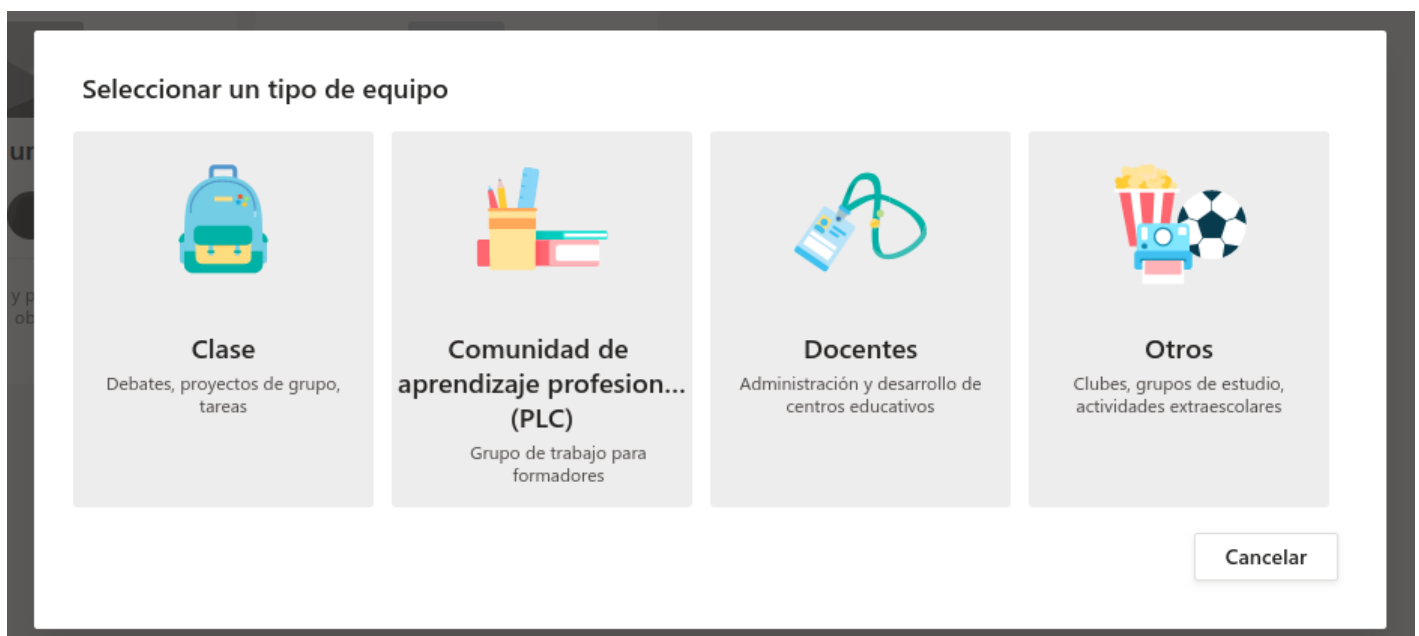 Seleccionar un tipo de equipo
Clase
Debates, proyectos de grupo,
tareas
Comunidad de
aprendizaje profesion...
(PLC)
Grupo de trabajo para
formadores
Docentes
Administración y desarrollo de
centros educativos
Otros
Clubes, grupos de estudio,
actividades extraescolares
Cancelar